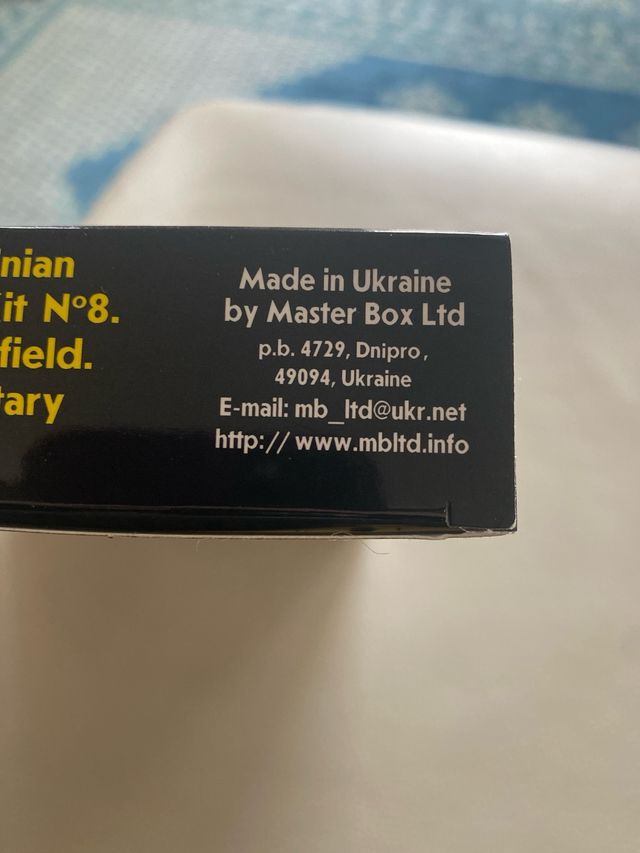 nian
it Nº8.
field.
tary
Made in Ukraine
by Master Box Ltd
p.b. 4729, Dnipro,
49094, Ukraine
E-mail: mb_ltd@ukr.net
http://www.mbltd.info